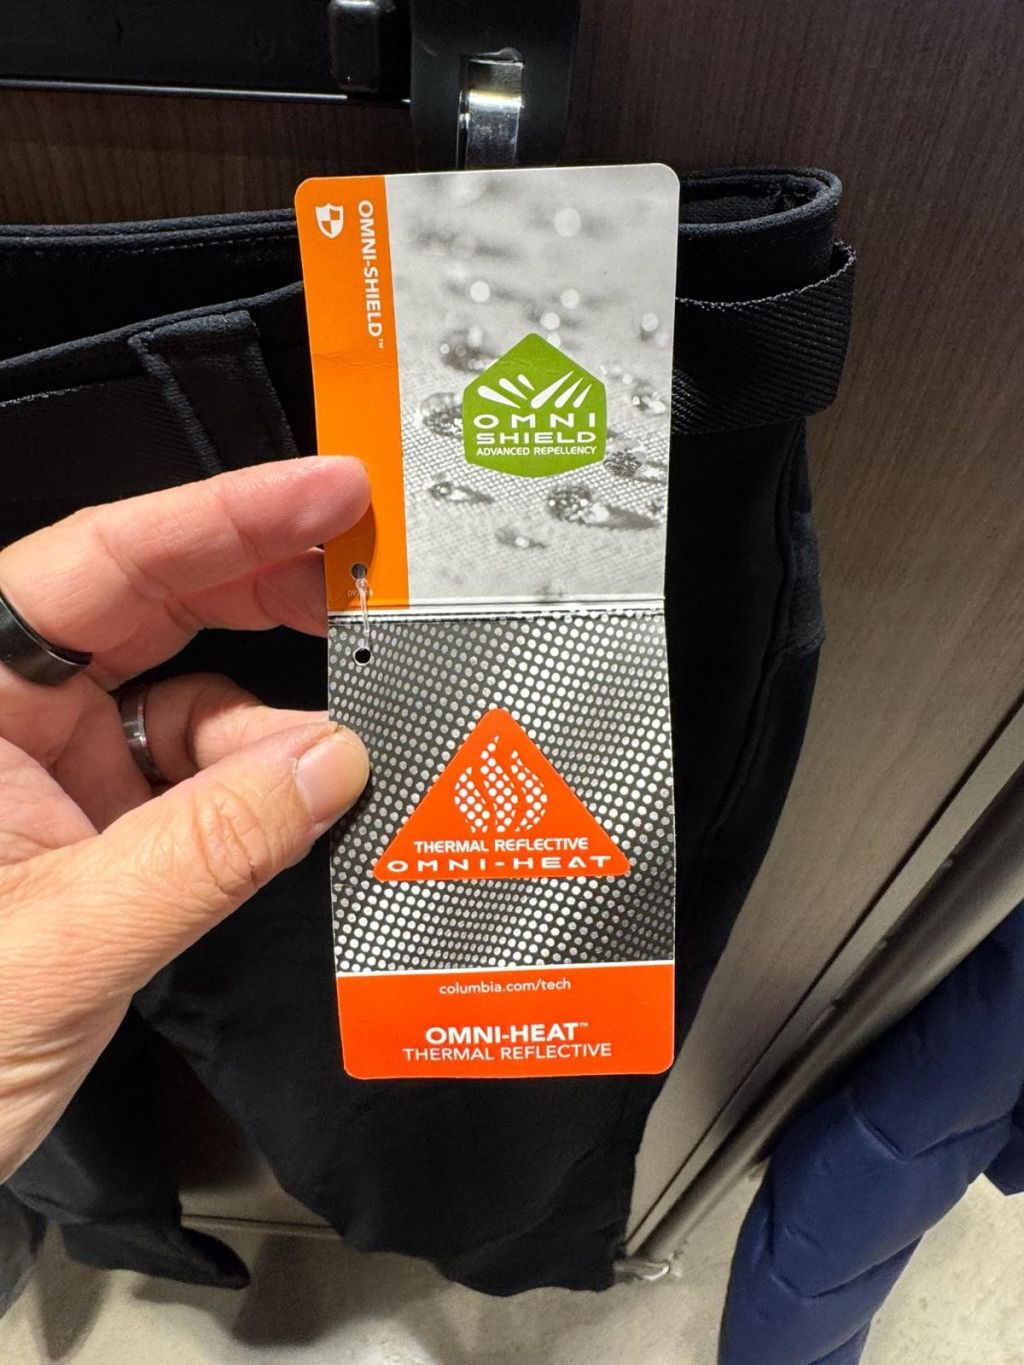 OMNI-SHIELD™
OMNI
SHIELD
ADVANCED REPELLENCY
THERMAL REFLECTIVE
OMNI-HEAT
columbia.com/tech
OMNI-HEAT™
THERMAL REFLECTIVE